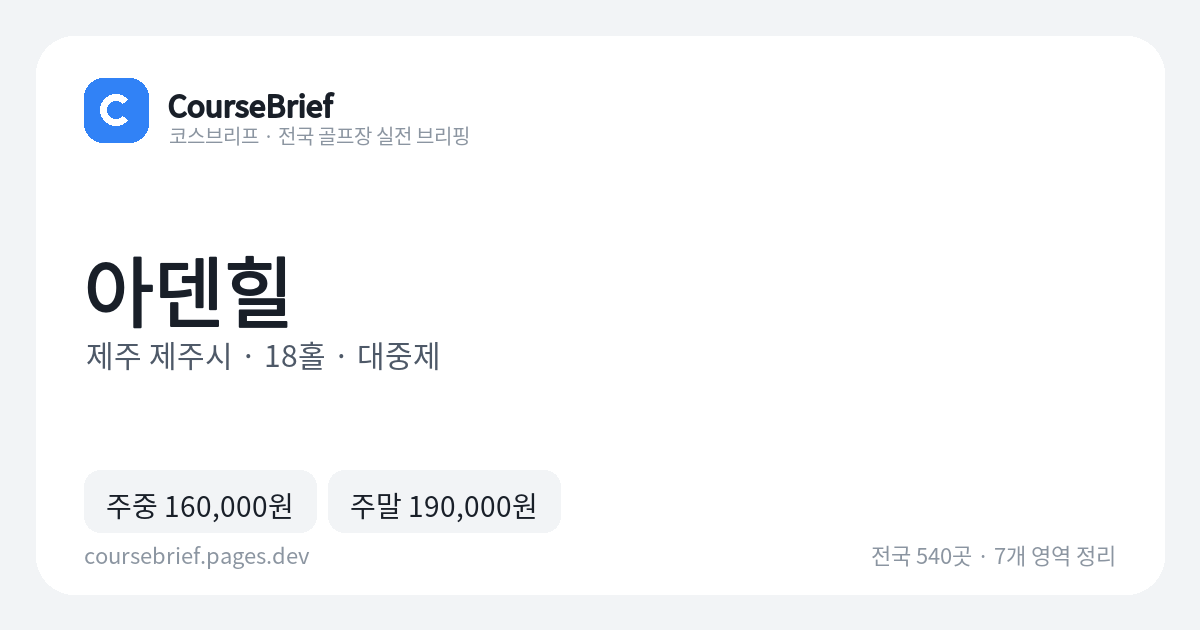 CourseBrief
코스브리프 · 전국 골프장 실전 브리핑
아덴힐
제주 제주시 · 18홀 · 대중제
주중 160,000원
주말 190,000원
coursebrief.pages.dev
전국 540곳 · 7개 영역 정리